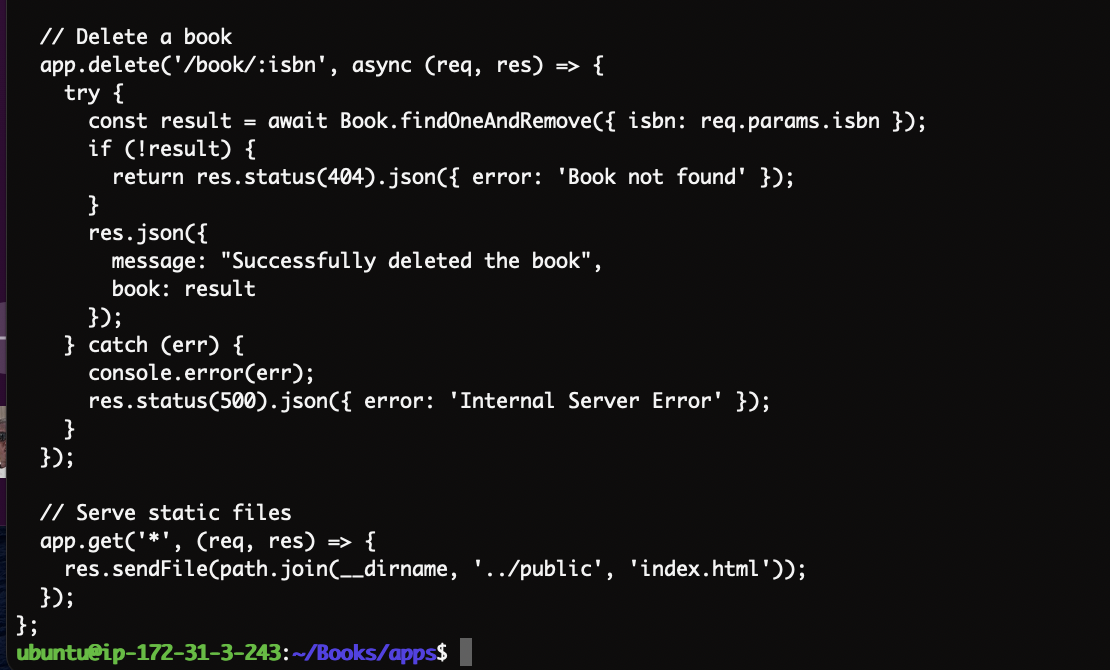 // Delete a book
app.delete('/book/:isbn', async (req, res) => {
try {
const result = await Book.findOneAndRemove({ isbn: req.params.isbn });
if (!result) {
return res.status(404).json({ error: 'Book not found' });
}
res.json({
message: "Successfully deleted the book",
book: result
});
} catch (err) {
console.error(err);
res.status(500).json({ error: 'Internal Server Error' });
}
});
// Serve static files
app.get('*', (req, res) => {
res.sendFile(path.join(__dirname, '../public', 'index.html'));
});
};
ubuntu@ip-172-31-3-243:~/Books/apps$